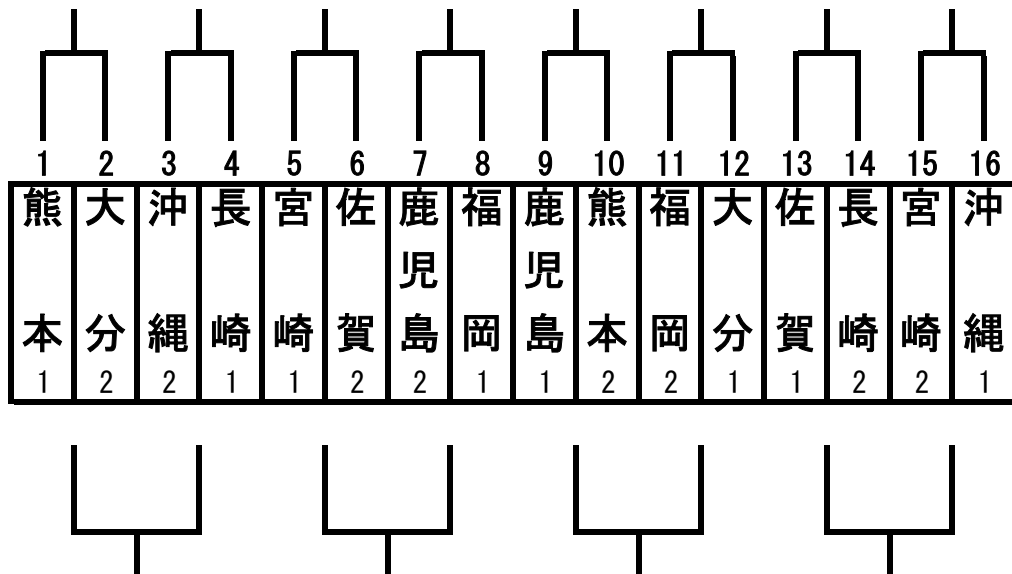 1 2 3 4 5 6 7 8 9 10 11 12 13 14 15 16
熊本 大分 沖縄 長崎 宮崎 佐賀 鹿児島 福岡 鹿児島 熊本 福岡 大分 佐賀 長崎 宮崎 沖縄
1 2 2 1 1 2 2 1 1 2 2 1 1 2 2 1